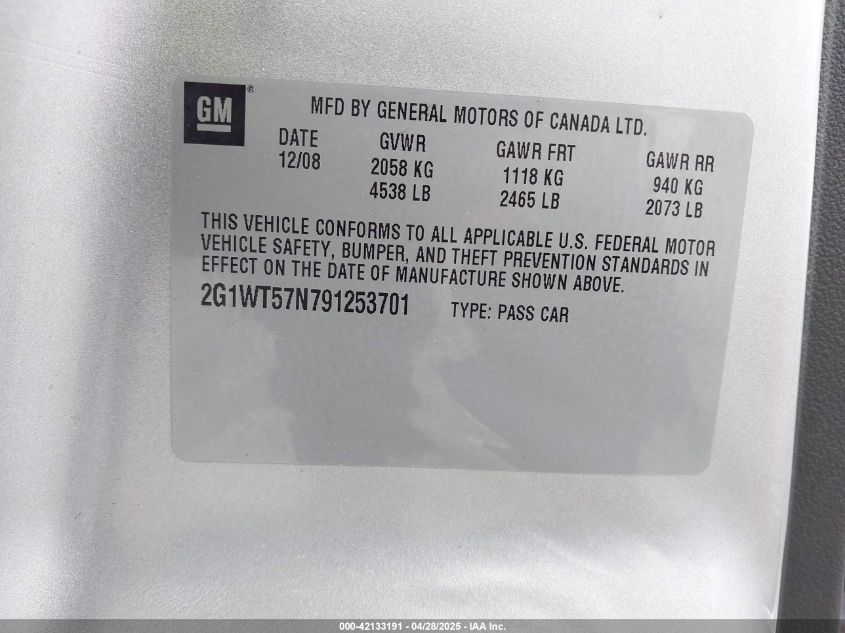 GM®
MFD BY GENERAL MOTORS OF CANADA LTD.
DATE GVWR GAWR FRT GAWR RR
12/08 2058 KG 1118 KG 940 KG
4538 LB 2465 LB 2073 LB
THIS VEHICLE CONFORMS TO ALL APPLICABLE U.S. FEDERAL MOTOR
VEHICLE SAFETY, BUMPER, AND THEFT PREVENTION STANDARDS IN
EFFECT ON THE DATE OF MANUFACTURE SHOWN ABOVE.
2G1WT57N791253701 TYPE: PASS CAR
000-42133191 - 04/28/2025 - IAA Inc.